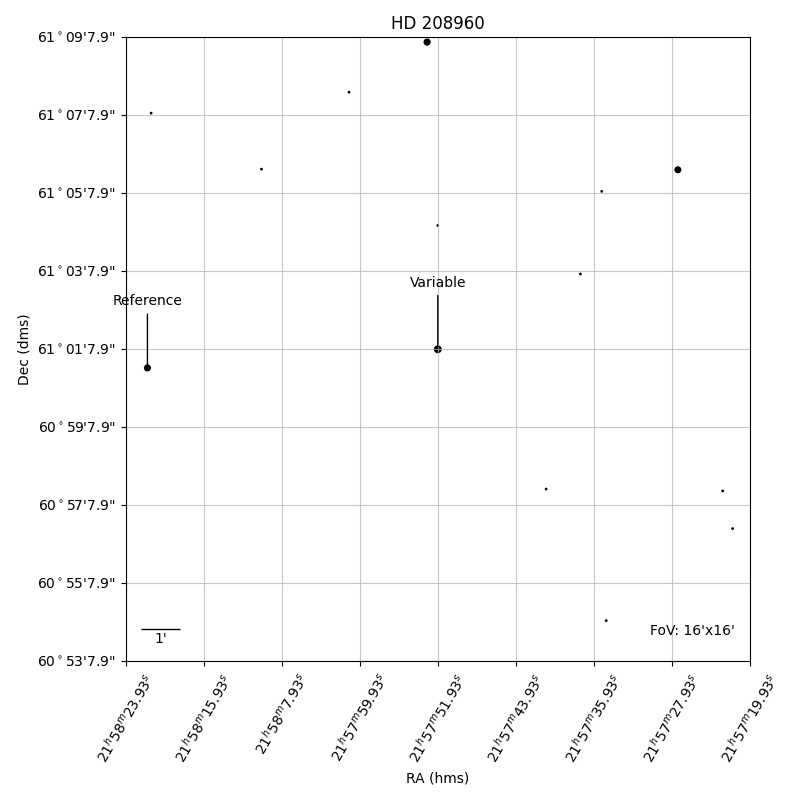 HD 208960
61°09'7.9"
61°07'7.9"
61°05'7.9"
61°03'7.9"
61°01'7.9"
60°59'7.9"
60°57'7.9"
60°55'7.9"
60°53'7.9"
Dec (dms)
Reference
Variable
1'
FoV: 16'x16'
21ʰ58ᵐ23.93ˢ
21ʰ58ᵐ15.93ˢ
21ʰ58ᵐ7.93ˢ
21ʰ57ᵐ59.93ˢ
21ʰ57ᵐ51.93ˢ
21ʰ57ᵐ43.93ˢ
21ʰ57ᵐ35.93ˢ
21ʰ57ᵐ27.93ˢ
21ʰ57ᵐ19.93ˢ
RA (hms)